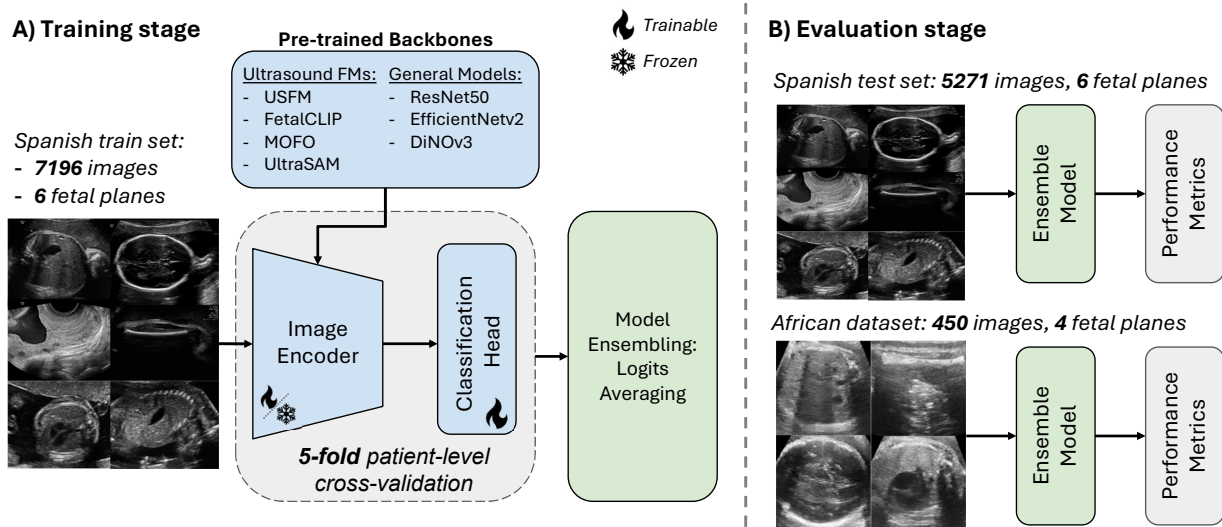 A) Training stage
Pre-trained Backbones
Trainable
Frozen
Ultrasound FMs:
- USFM
- FetalCLIP
- MOFO
- UltraSAM
General Models:
- ResNet50
- EfficientNetv2
- DiNOv3
Spanish train set:
- 7196 images
- 6 fetal planes
Image
Encoder
Classification
Head
5-fold patient-level
cross-validation
Model
Ensembling:
Logits
Averaging
B) Evaluation stage
Spanish test set: 5271 images, 6 fetal planes
Ensemble
Model
Performance
Metrics
African dataset: 450 images, 4 fetal planes
Ensemble
Model
Performance
Metrics